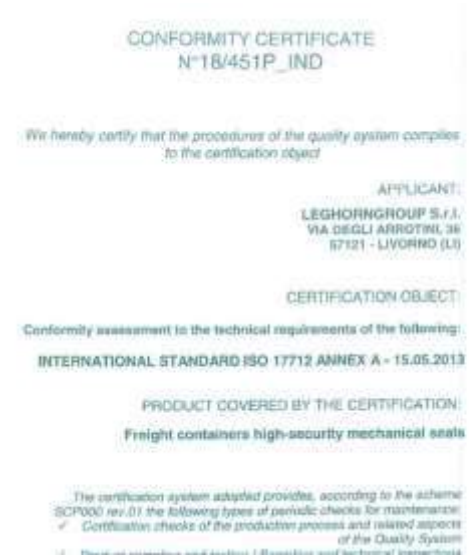 CONFORMITY CERTIFICATE
N°18/451P_IND
We hereby certify that the procedures of the quality system complies
to the certification object
APPLICANT:
LEGHORNGROUP S.r.l.
VIA DEGLI ARROTINI, 36
57121 - LIVORNO (LI)
CERTIFICATION OBJECT:
Conformity assessment to the technical requirements of the following:
INTERNATIONAL STANDARD ISO 17712 ANNEX A - 15.05.2013
PRODUCT COVERED BY THE CERTIFICATION:
Freight containers high-security mechanical seals
The certification system adopted provides, according to the scheme
SCP000 rev.01 the following types of periodic checks for maintenance:
✓ Certification checks of the production process and related aspects
of the Quality System